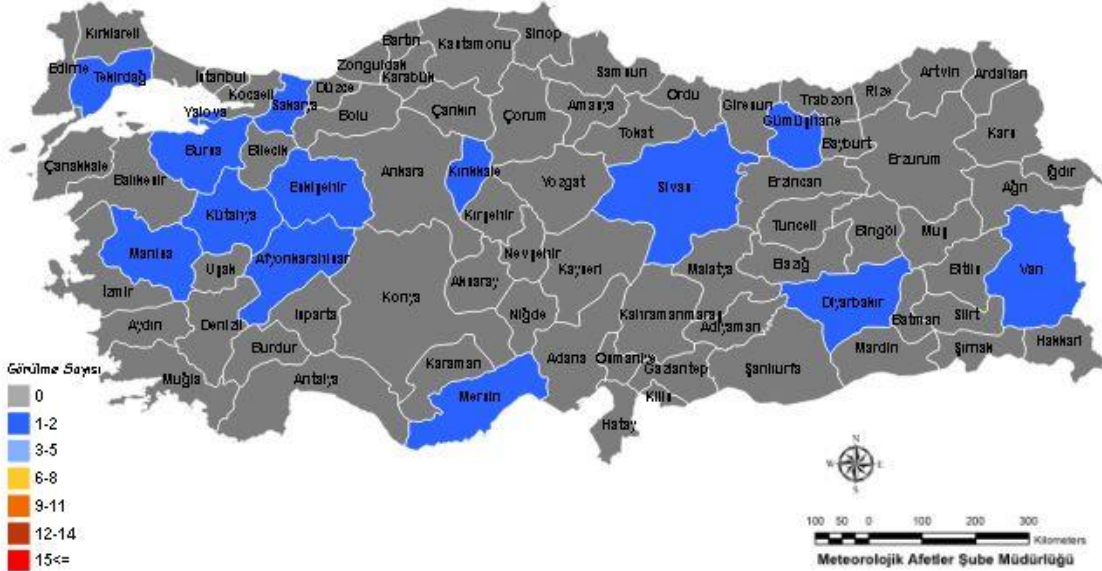 Kırklareli
Edirne
Tekirdağ
İstanbul
Kocaeli
Yalova
Sakarya
Düzce
Zonguldak
Bartın
Karabük
Kastamonu
Sinop
Samsun
Ordu
Giresun
Trabzon
Rize
Artvin
Ardahan
Kars
Iğdır
Ağrı
Erzurum
Bayburt
Gümüşhane
Erzincan
Tokat
Amasya
Çorum
Çankırı
Bolu
Bilecik
Bursa
Balıkesir
Çanakkale
Kütahya
Eskişehir
Ankara
Kırıkkale
Kırşehir
Yozgat
Sivas
Tunceli
Bingöl
Muş
Bitlis
Van
Hakkari
Şırnak
Siirt
Batman
Diyarbakır
Mardin
Şanlıurfa
Elazığ
Malatya
Adıyaman
Kahramanmaraş
Gaziantep
Kilis
Osmaniye
Hatay
Adana
Kayseri
Nevşehir
Niğde
Aksaray
Konya
Karaman
Mersin
Antalya
Isparta
Burdur
Afyonkarahisar
Uşak
Manisa
İzmir
Aydın
Denizli
Muğla
Görülme Sayısı
0
1-2
3-5
6-8
9-11
12-14
15<=
N
W E
S
100 50 0 100 200 300
Kilometers
Meteorolojik Afetler Şube Müdürlüğü